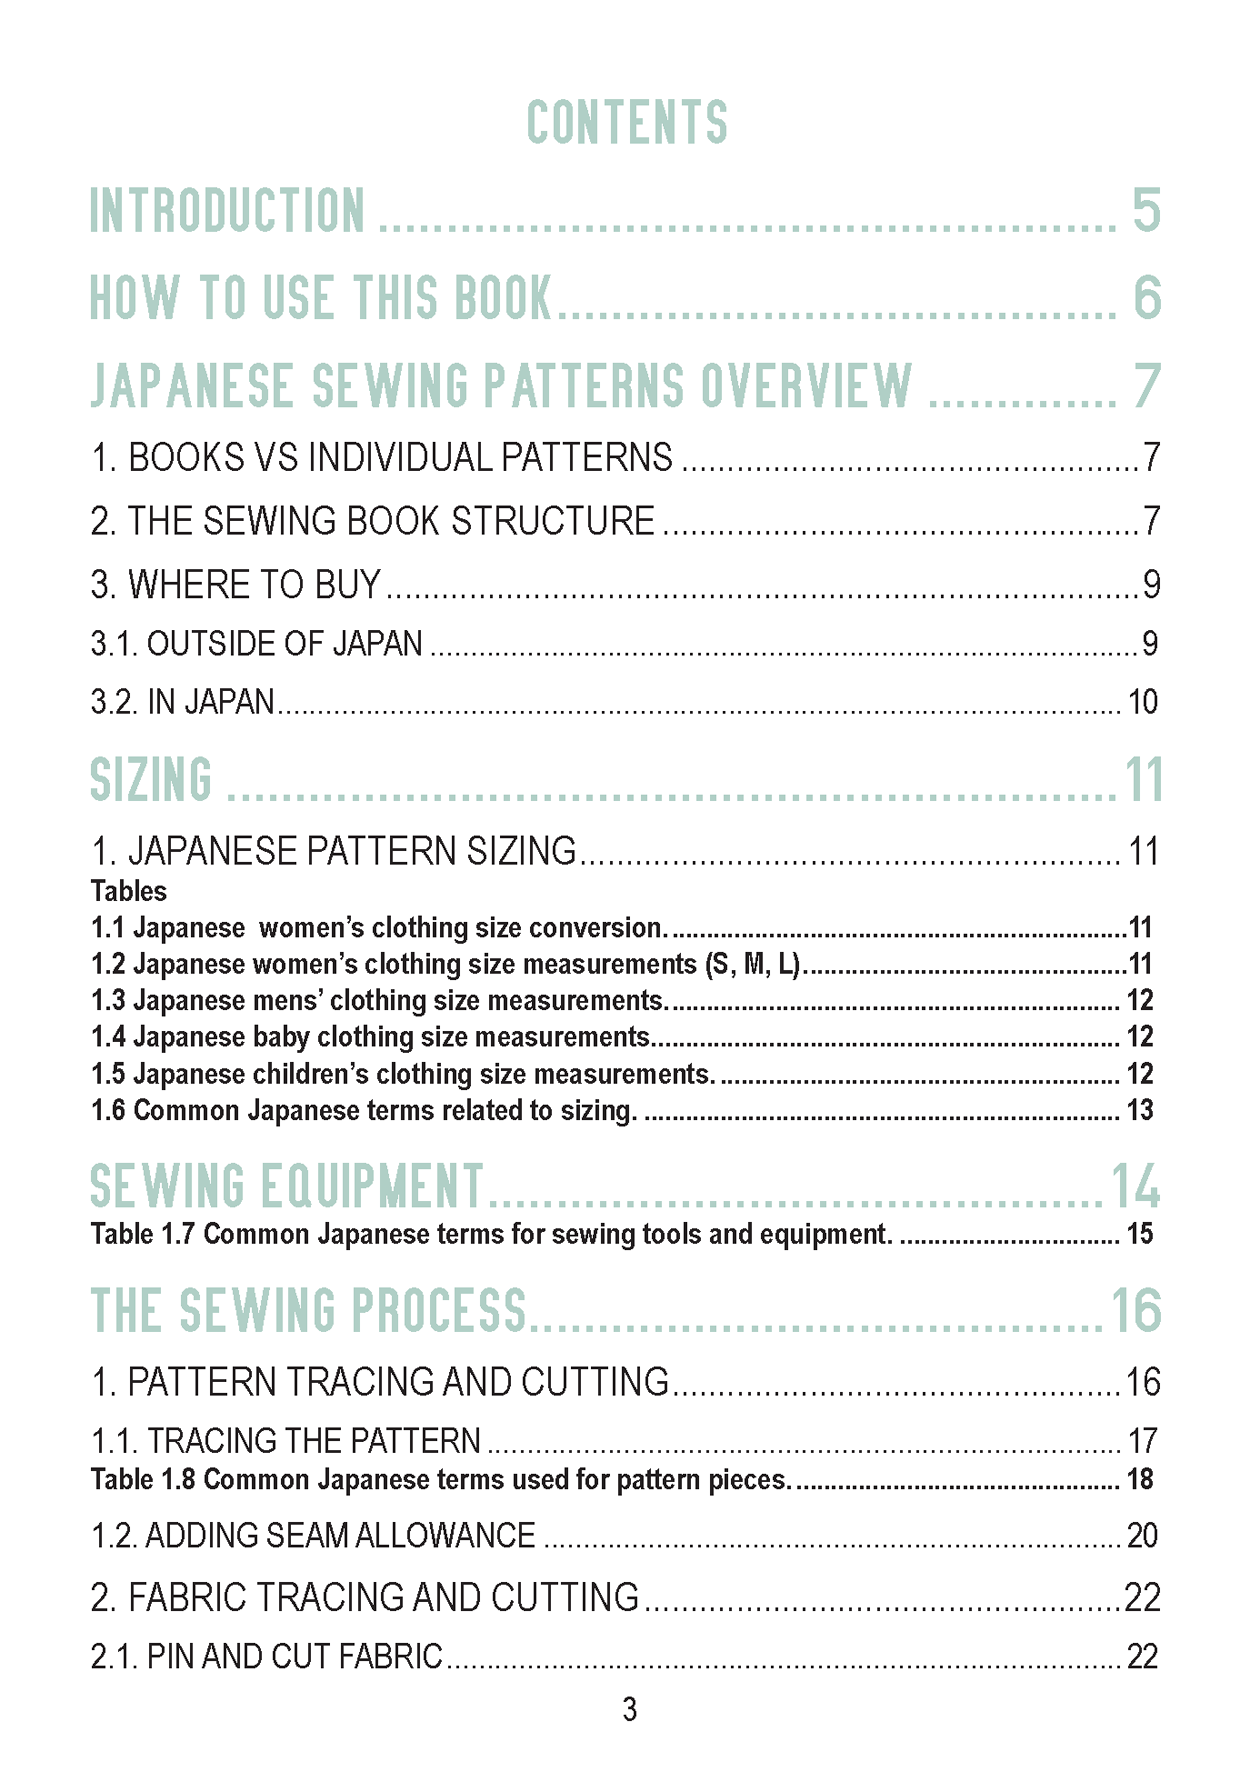 CONTENTS
INTRODUCTION ...................................................... 5
HOW TO USE THIS BOOK......................................... 6
JAPANESE SEWING PATTERNS OVERVIEW .............. 7
1. BOOKS VS INDIVIDUAL PATTERNS ..................................................7
2. THE SEWING BOOK STRUCTURE ....................................................7
3. WHERE TO BUY..................................................................................9
3.1. OUTSIDE OF JAPAN ........................................................................................9
3.2. IN JAPAN......................................................................................................... 10
SIZING .................................................................11
1. JAPANESE PATTERN SIZING........................................................... 11
Tables
1.1 Japanese women’s clothing size conversion...................................................................11
1.2 Japanese women’s clothing size measurements (S, M, L)...............................................11
1.3 Japanese mens’ clothing size measurements.................................................................. 12
1.4 Japanese baby clothing size measurements.................................................................... 12
1.5 Japanese children’s clothing size measurements. .......................................................... 12
1.6 Common Japanese terms related to sizing. ..................................................................... 13
SEWING EQUIPMENT.............................................14
Table 1.7 Common Japanese terms for sewing tools and equipment. ................................ 15
THE SEWING PROCESS..........................................16
1. PATTERN TRACING AND CUTTING.................................................16
1.1. TRACING THE PATTERN ............................................................................... 17
Table 1.8 Common Japanese terms used for pattern pieces................................................ 18
1.2. ADDING SEAM ALLOWANCE ........................................................................20
2. FABRIC TRACING AND CUTTING....................................................22
2.1. PIN AND CUT FABRIC....................................................................................22
3